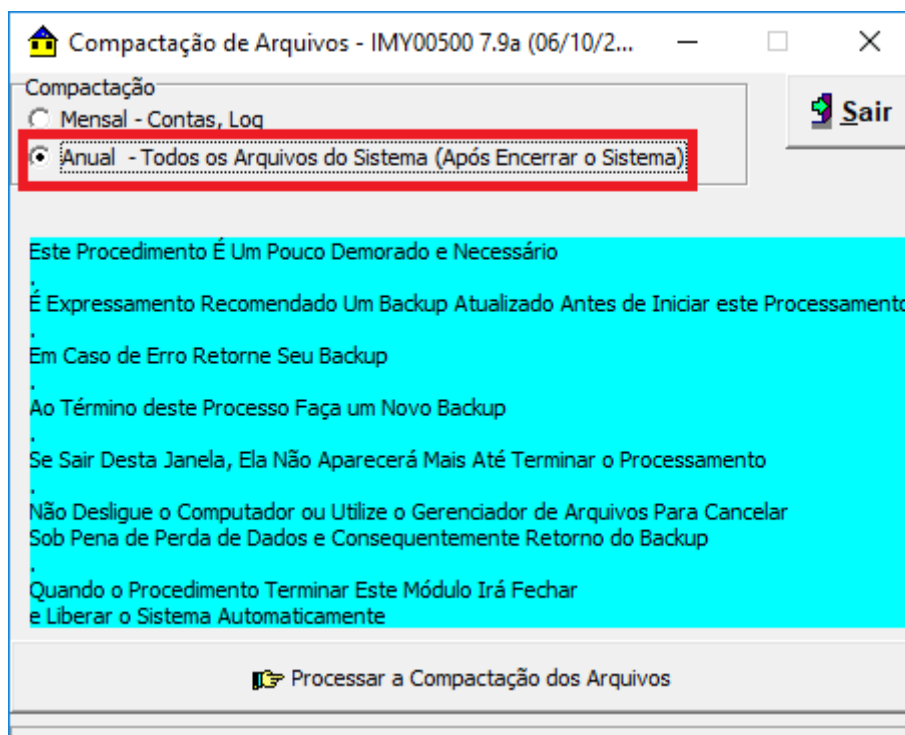 Compactação de Arquivos - IMY00500 7.9a (06/10/2...
Compactação
Mensal - Contas, Log
Sair
Anual - Todos os Arquivos do Sistema (Após Encerrar o Sistema)
Este Procedimento É Um Pouco Demorado e Necessário
.
É Expressamento Recomendado Um Backup Atualizado Antes de Iniciar este Processamento
.
Em Caso de Erro Retorne Seu Backup
.
Ao Término deste Processo Faça um Novo Backup
.
Se Sair Desta Janela, Ela Não Aparecerá Mais Até Terminar o Processamento
.
Não Desligue o Computador ou Utilize o Gerenciador de Arquivos Para Cancelar
Sob Pena de Perda de Dados e Consequentemente Retorno do Backup
.
Quando o Procedimento Terminar Este Módulo Irá Fechar
e Liberar o Sistema Automaticamente
Processar a Compactação dos Arquivos